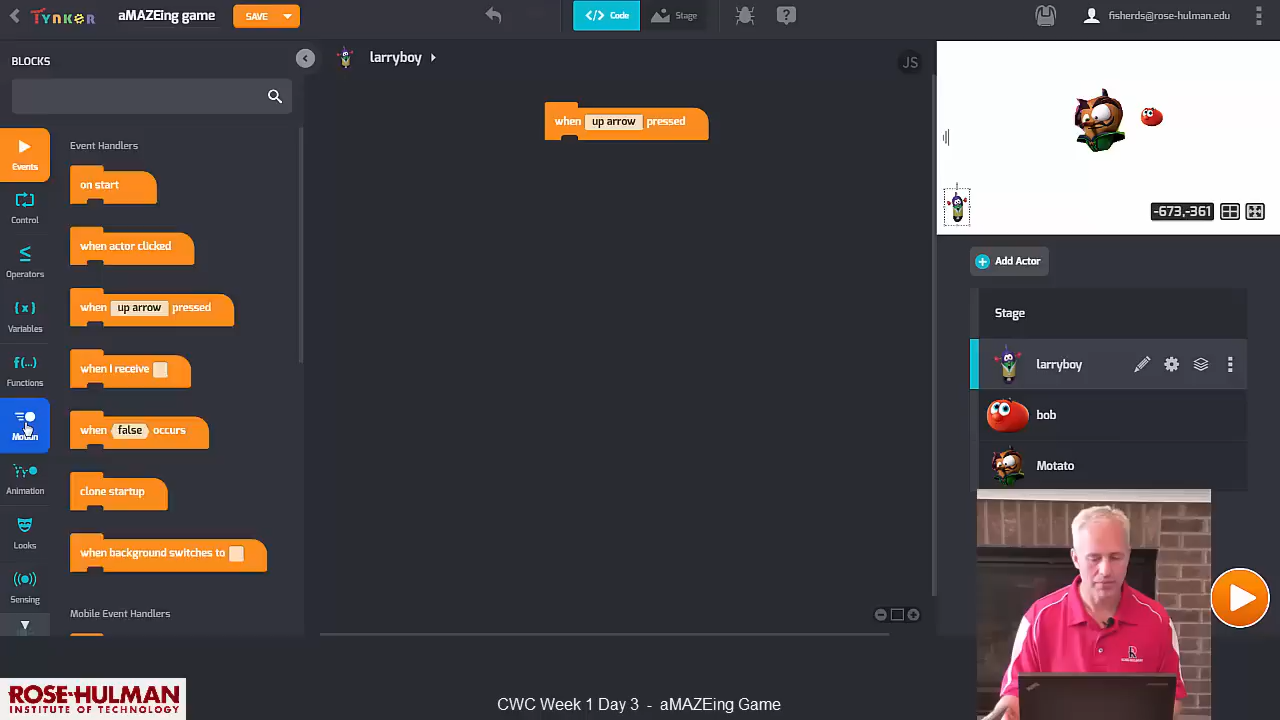 Tynker
aMAZEing game
SAVE
</> Code
Stage
fisherds@rose-hulman.edu
BLOCKS
larryboy
JS
Events
Control
Operators
Variables
Functions
Motion
Animation
Looks
Sensing
Event Handlers
on start
when actor clicked
when up arrow pressed
when I receive
when false occurs
clone startup
when background switches to
Mobile Event Handlers
when up arrow pressed
-673,-361
Add Actor
Stage
larryboy
bob
Motato
ROSE-HULMAN
INSTITUTE OF TECHNOLOGY
CWC Week 1 Day 3 - aMAZEing Game